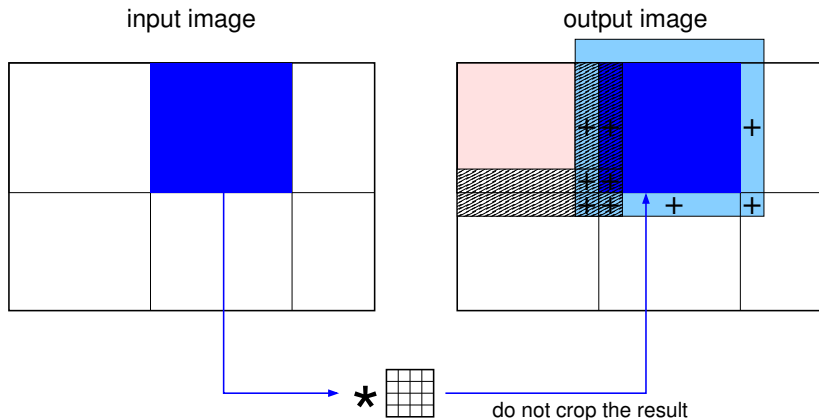 input image
output image
+ + +
+ +
+ + + +
*
do not crop the result